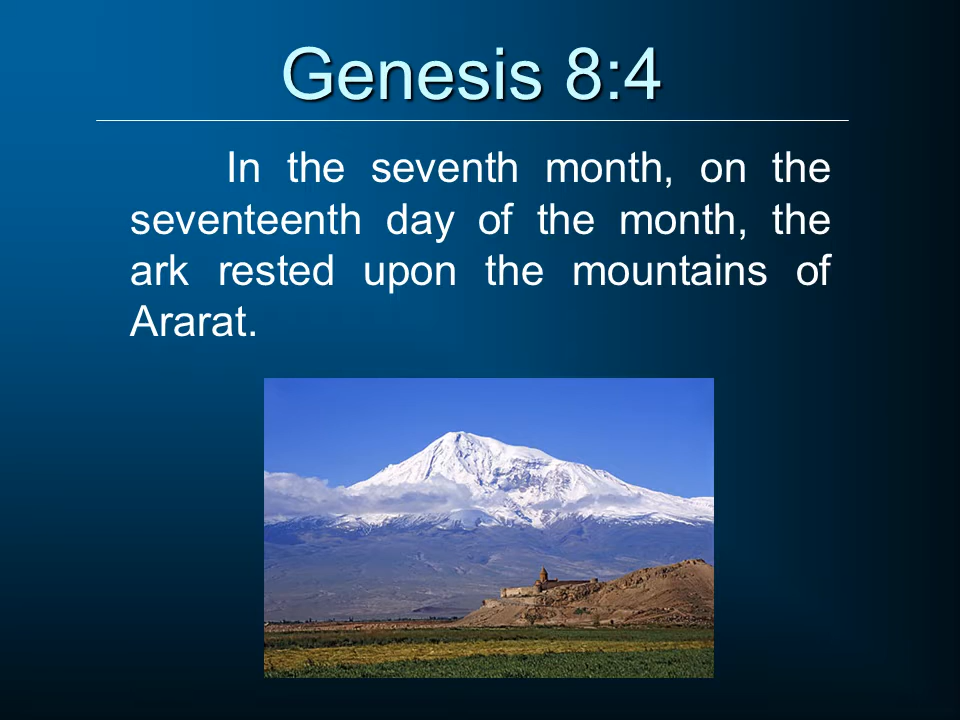 Genesis 8:4
In the seventh month, on the
seventeenth day of the month, the
ark rested upon the mountains of
Ararat.